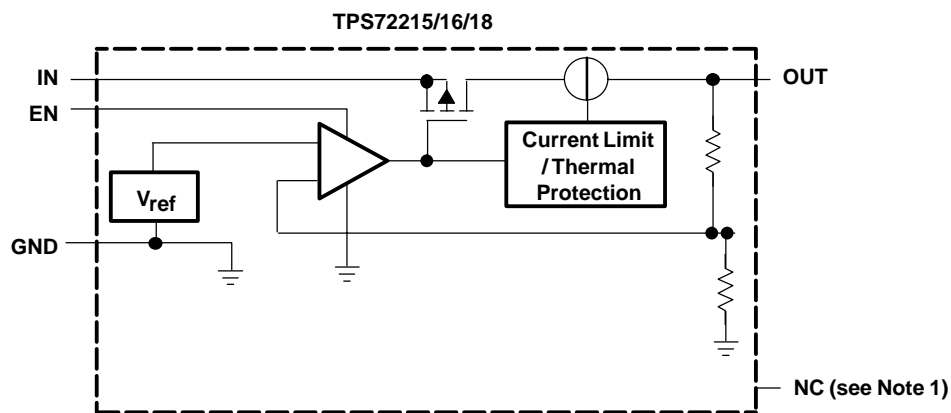 TPS72215/16/18
IN
OUT
EN
Current Limit
/ Thermal
Protection
Vref
GND
NC (see Note 1)